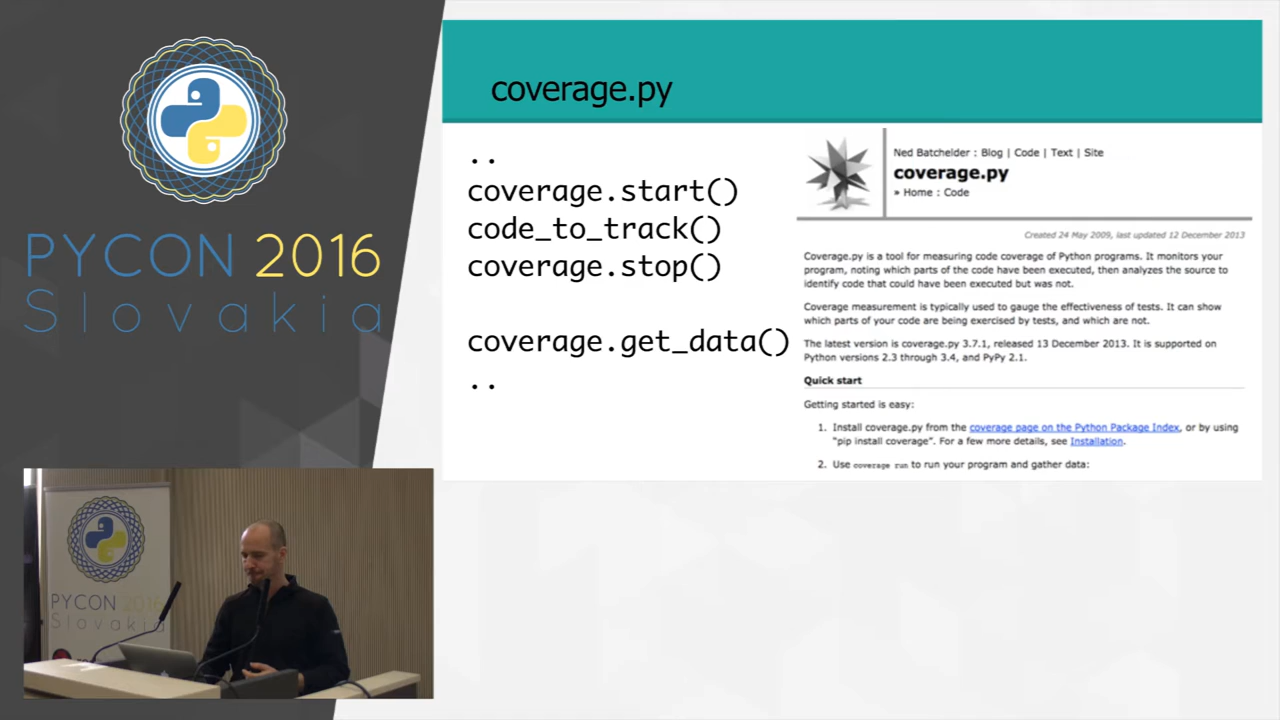 PYCON 2016
Slovakia
coverage.py
..
coverage.start()
code_to_track()
coverage.stop()
coverage.get_data()
..
Ned Batchelder : Blog | Code | Text | Site
coverage.py
» Home : Code
Created 24 May 2009, last updated 12 December 2013
Coverage.py is a tool for measuring code coverage of Python programs. It monitors your
program, noting which parts of the code have been executed, then analyzes the source to
identify code that could have been executed but was not.
Coverage measurement is typically used to gauge the effectiveness of tests. It can show
which parts of your code are being exercised by tests, and which are not.
The latest version is coverage.py 3.7.1, released 13 December 2013. It is supported on
Python versions 2.3 through 3.4, and PyPy 2.1.
Quick start
Getting started is easy:
1. Install coverage.py from the coverage page on the Python Package Index, or by using
"pip install coverage". For a few more details, see Installation.
2. Use coverage run to run your program and gather data:
PYCON 2016
Slovakia